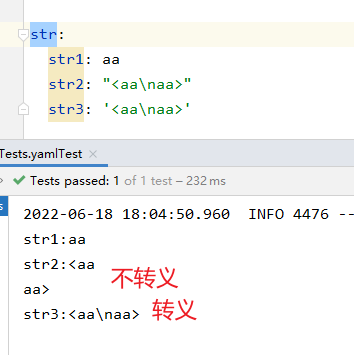 str:
str1: aa
str2: "<aa\naa>"
str3: '<aa\naa>'
Tests.yamlTest ×
Tests passed: 1 of 1 test – 232 ms
2022-06-18 18:04:50.960 INFO 4476 --
str1:aa
str2:<aa
aa>
不转义
str3:<aa\naa>
转义